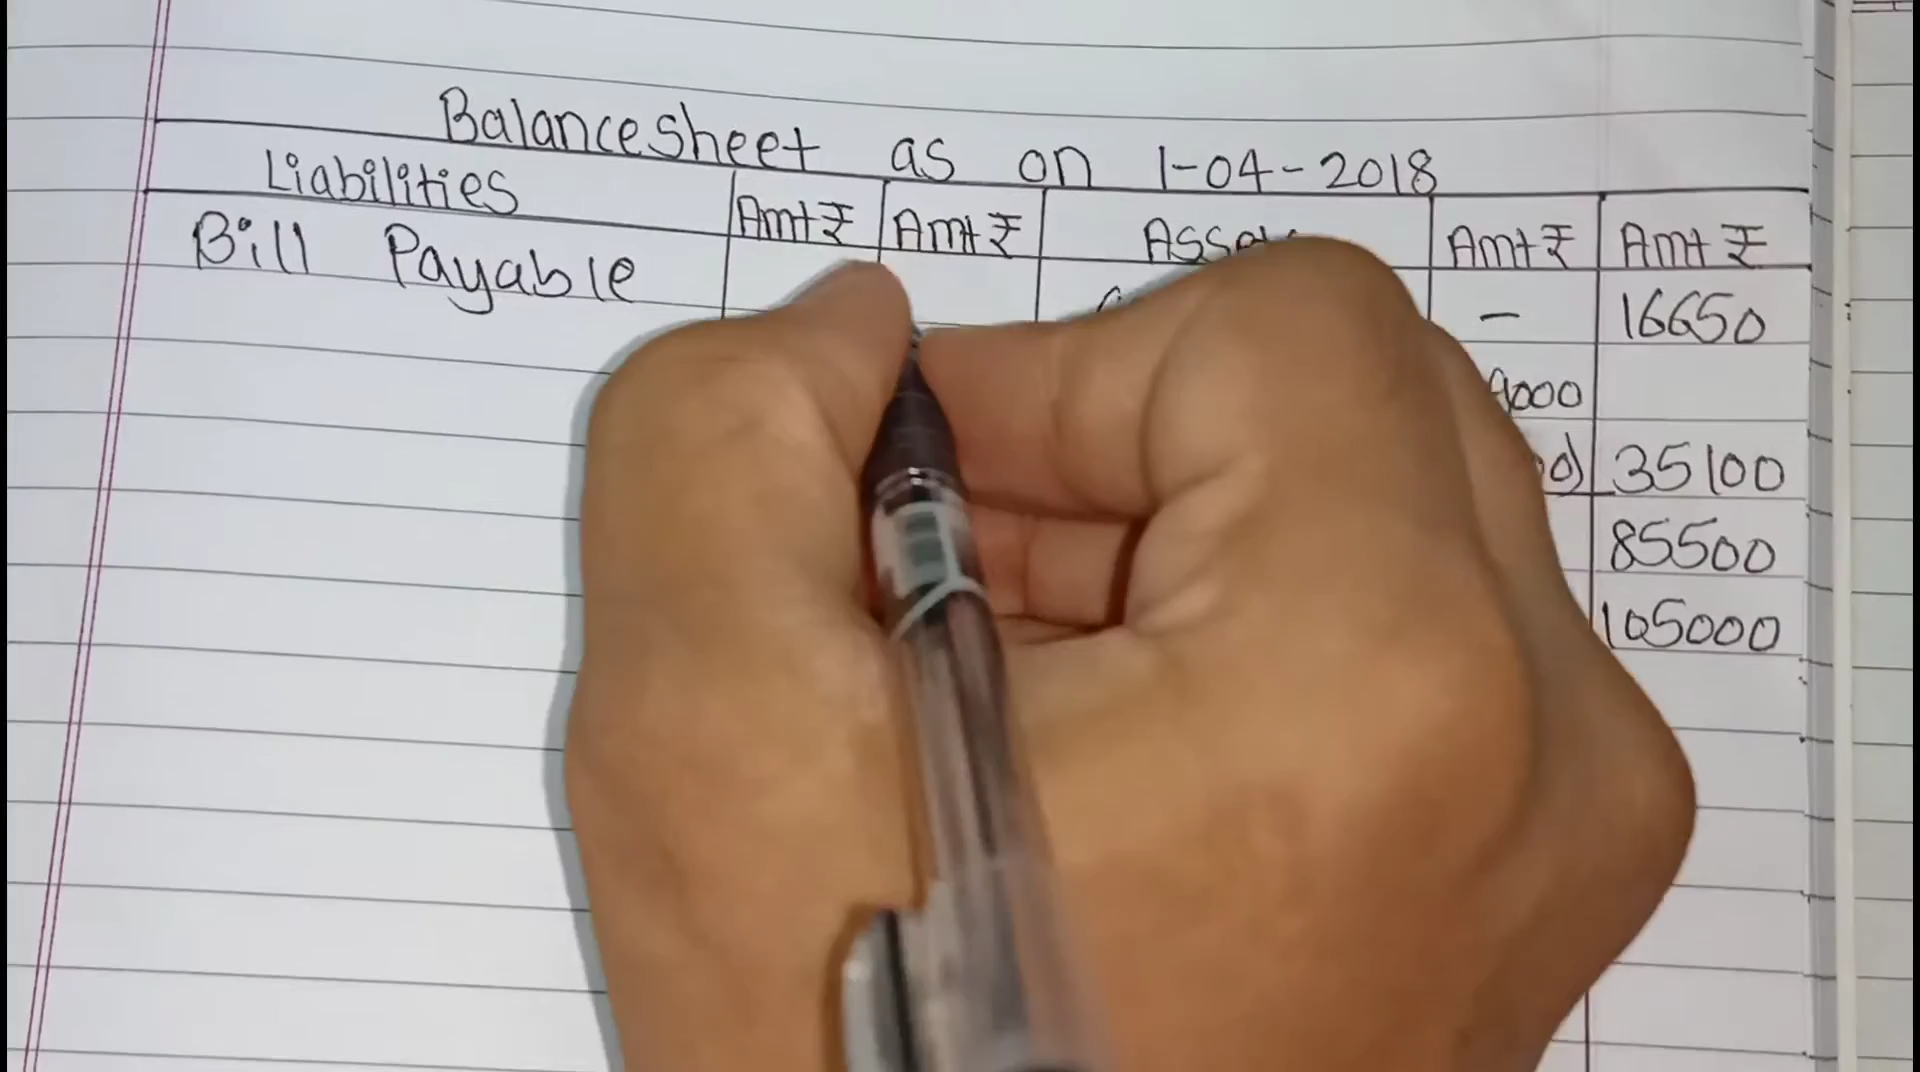 Balancesheet as on 1-04-2018
Liabilities Amt ₹ Amt ₹ Amt ₹ Amt ₹
Bill Payable - 16650
35100
85500
105000